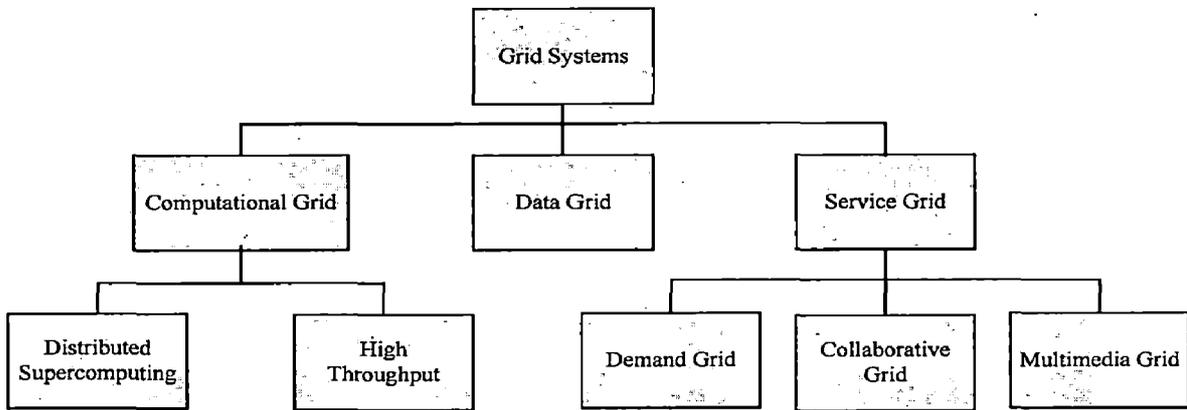 Grid Systems
Computational Grid
Data Grid
Service Grid
Distributed
Supercomputing
High
Throughput
Demand Grid
Collaborative
Grid
Multimedia Grid